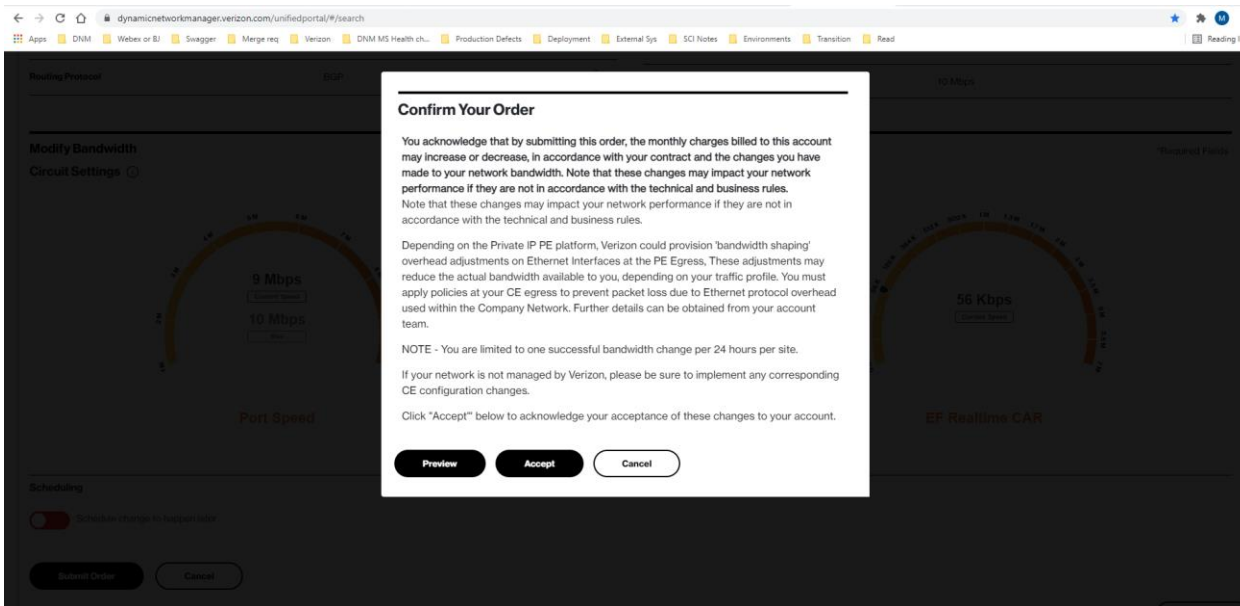 dynamicnetworkmanager.verizon.com/unifiedportal/#/search
M
Apps DNM Webex or BJ Swagger Merge req Verizon DNM MS Health ch... Production Defects Deployment External Sys SCI Notes Environments Transition Read Reading
Routing Protocol BGP 10 Mbps
Confirm Your Order
You acknowledge that by submitting this order, the monthly charges billed to this account
may increase or decrease, in accordance with your contract and the changes you have
made to your network bandwidth. Note that these changes may impact your network
performance if they are not in accordance with the technical and business rules.
Note that these changes may impact your network performance if they are not in
accordance with the technical and business rules.
Depending on the Private IP PE platform, Verizon could provision 'bandwidth shaping'
overhead adjustments on Ethernet Interfaces at the PE Egress, These adjustments may
reduce the actual bandwidth available to you, depending on your traffic profile. You must
apply policies at your CE egress to prevent packet loss due to Ethernet protocol overhead
used within the Company Network. Further details can be obtained from your account
team.
NOTE - You are limited to one successful bandwidth change per 24 hours per site.
If your network is not managed by Verizon, please be sure to implement any corresponding
CE configuration changes.
Click "Accept'" below to acknowledge your acceptance of these changes to your account.
Preview Accept Cancel
Modify Bandwidth *Required Fields
Circuit Settings
9 Mbps
Current Speed
10 Mbps
Port Speed
56 Kbps
Current Speed
EF Realtime CAR
Scheduling
Schedule change to happen later
Submit Order Cancel